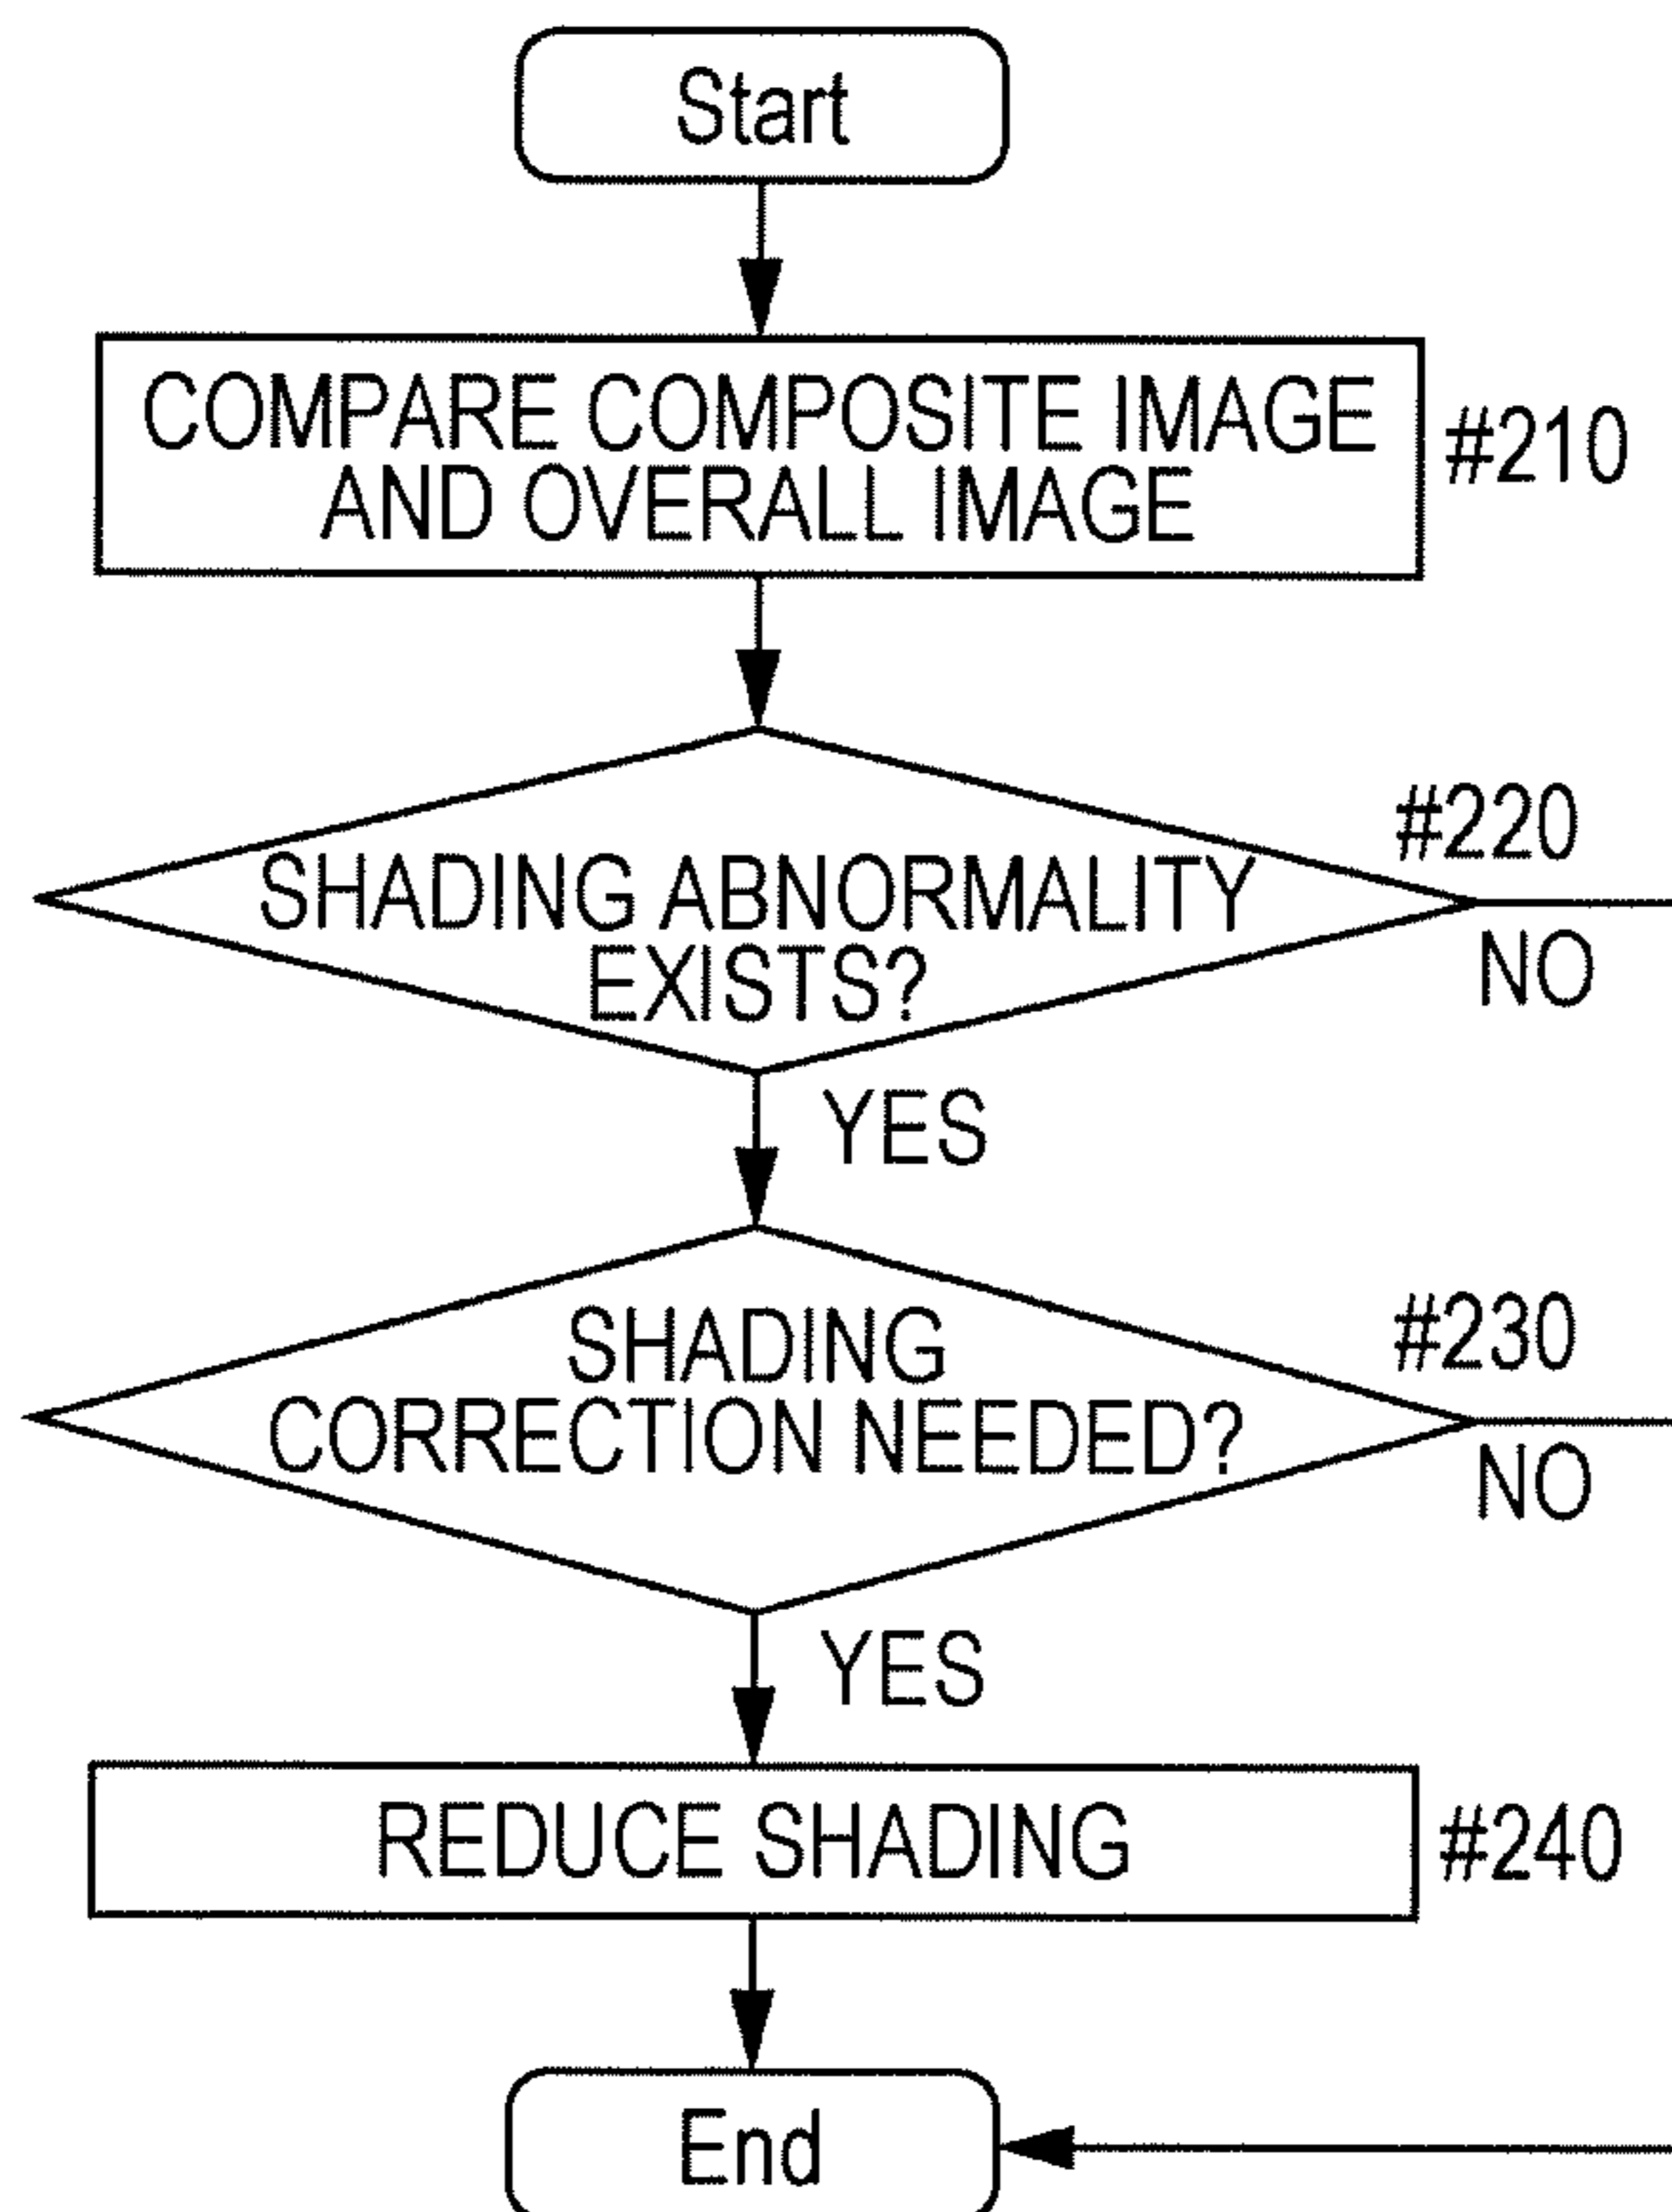 Start
COMPARE COMPOSITE IMAGE
AND OVERALL IMAGE
#210
SHADING ABNORMALITY
EXISTS?
#220
NO
YES
SHADING
CORRECTION NEEDED?
#230
NO
YES
REDUCE SHADING
#240
End